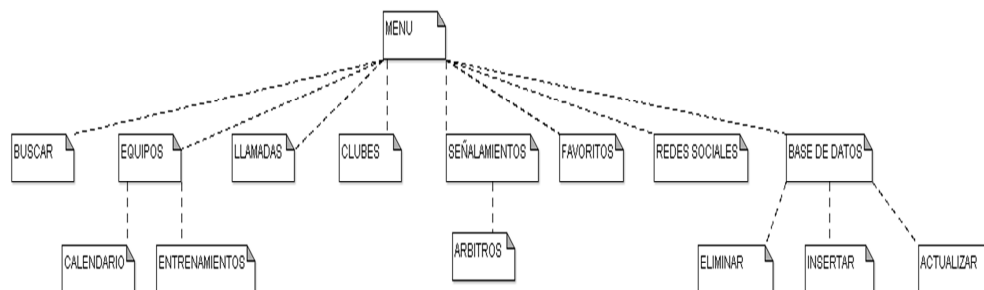 MENU
BUSCAR
EQUIPOS
LLAMADAS
CLUBES
SEÑALAMIENTOS
FAVORITOS
REDES SOCIALES
BASE DE DATOS
CALENDARIO
ENTRENAMIENTOS
ARBITROS
ELIMINAR
INSERTAR
ACTUALIZAR